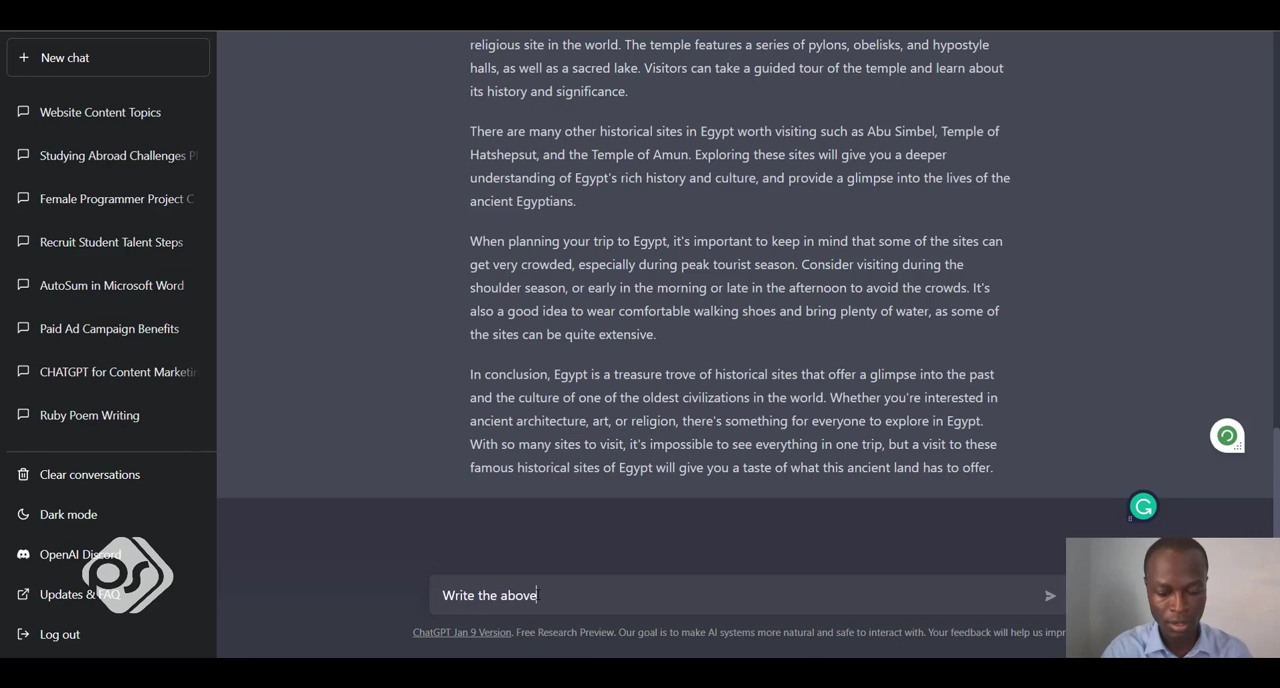 New chat
Website Content Topics
Studying Abroad Challenges P
Female Programmer Project C
Recruit Student Talent Steps
AutoSum in Microsoft Word
Paid Ad Campaign Benefits
CHATGPT for Content Marketin
Ruby Poem Writing
Clear conversations
Dark mode
OpenAI Discord
Updates & FAQ
Log out
religious site in the world. The temple features a series of pylons, obelisks, and hypostyle
halls, as well as a sacred lake. Visitors can take a guided tour of the temple and learn about
its history and significance.
There are many other historical sites in Egypt worth visiting such as Abu Simbel, Temple of
Hatshepsut, and the Temple of Amun. Exploring these sites will give you a deeper
understanding of Egypt's rich history and culture, and provide a glimpse into the lives of the
ancient Egyptians.
When planning your trip to Egypt, it's important to keep in mind that some of the sites can
get very crowded, especially during peak tourist season. Consider visiting during the
shoulder season, or early in the morning or late in the afternoon to avoid the crowds. It's
also a good idea to wear comfortable walking shoes and bring plenty of water, as some of
the sites can be quite extensive.
In conclusion, Egypt is a treasure trove of historical sites that offer a glimpse into the past
and the culture of one of the oldest civilizations in the world. Whether you're interested in
ancient architecture, art, or religion, there's something for everyone to explore in Egypt.
With so many sites to visit, it's impossible to see everything in one trip, but a visit to these
famous historical sites of Egypt will give you a taste of what this ancient land has to offer.
Write the above
ChatGPT Jan 9 Version. Free Research Preview. Our goal is to make AI systems more natural and safe to interact with. Your feedback will help us impr